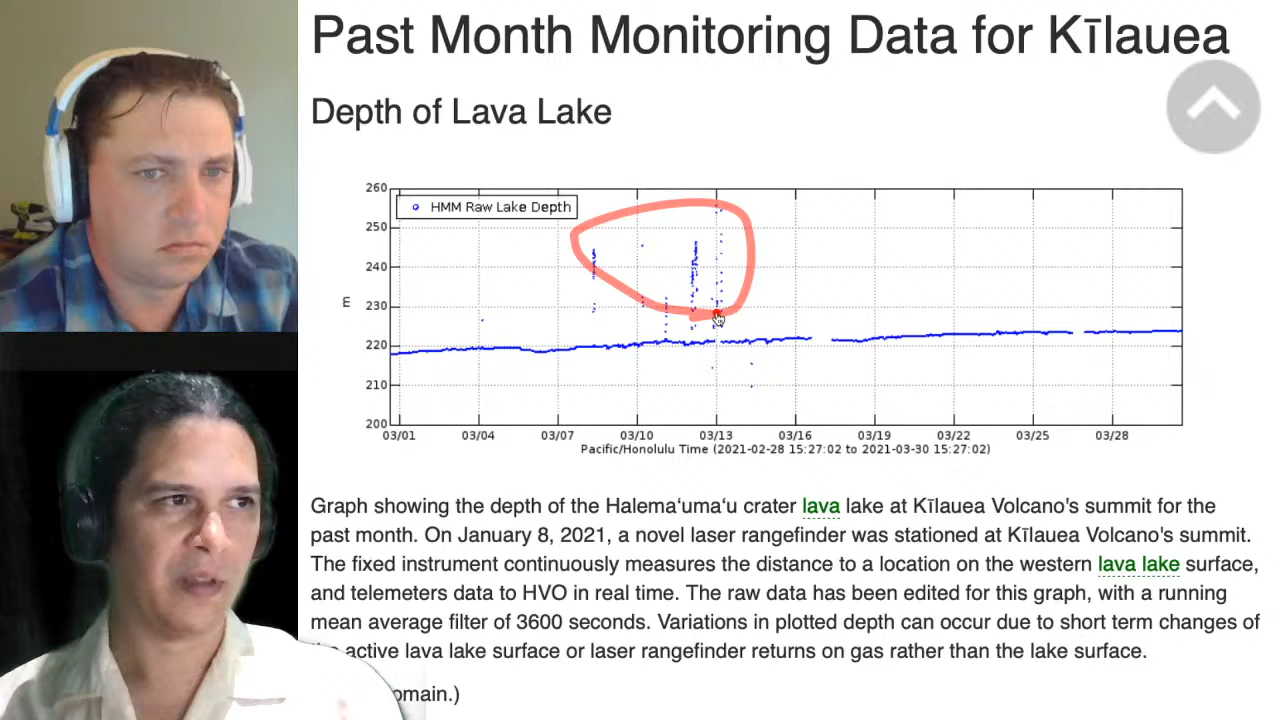 Past Month Monitoring Data for Kīlauea
Depth of Lava Lake
260
250
240
230
220
210
200
m
HMM Raw Lake Depth
03/01 03/04 03/07 03/10 03/13 03/16 03/19 03/22 03/25 03/28
Pacific/Honolulu Time (2021-02-28 15:27:02 to 2021-03-30 15:27:02)
Graph showing the depth of the Halemaʻumaʻu crater lava lake at Kīlauea Volcano's summit for the
past month. On January 8, 2021, a novel laser rangefinder was stationed at Kīlauea Volcano's summit.
The fixed instrument continuously measures the distance to a location on the western lava lake surface,
and telemeters data to HVO in real time. The raw data has been edited for this graph, with a running
mean average filter of 3600 seconds. Variations in plotted depth can occur due to short term changes of
active lava lake surface or laser rangefinder returns on gas rather than the lake surface.
omain.)